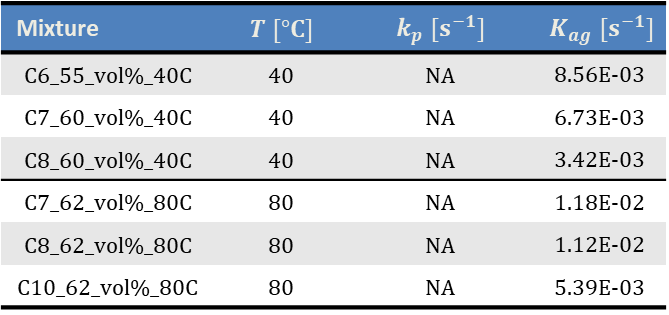 Mixture T [°C] k_p [s⁻¹] K_ag [s⁻¹]
C6_55_vol%_40C 40 NA 8.56E-03
C7_60_vol%_40C 40 NA 6.73E-03
C8_60_vol%_40C 40 NA 3.42E-03
C7_62_vol%_80C 80 NA 1.18E-02
C8_62_vol%_80C 80 NA 1.12E-02
C10_62_vol%_80C 80 NA 5.39E-03